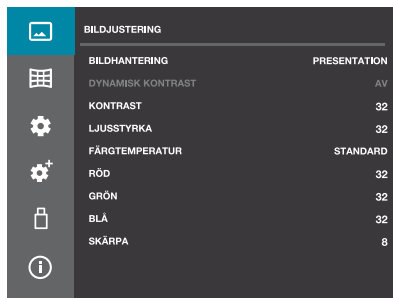 BILDJUSTERING
BILDHANTERING PRESENTATION
DYNAMISK KONTRAST AV
KONTRAST 32
LJUSSTYRKA 32
FÄRGTEMPERATUR STANDARD
RÖD 32
GRÖN 32
BLÅ 32
SKÄRPA 8